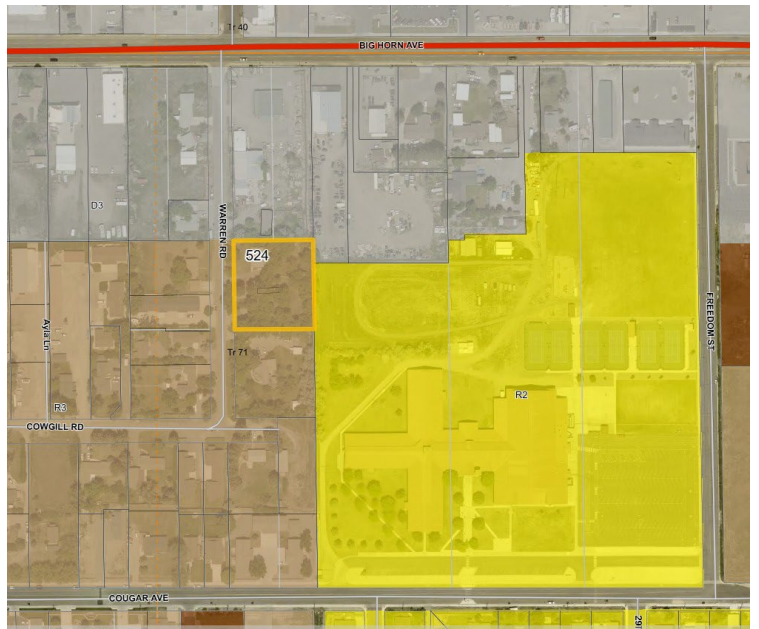 Tr 40
BIG HORN AVE
D3
WARREN RD
524
FREEDOM ST
Ayla Ln
Tr 71
R3
R2
COWGILL RD
COUGAR AVE